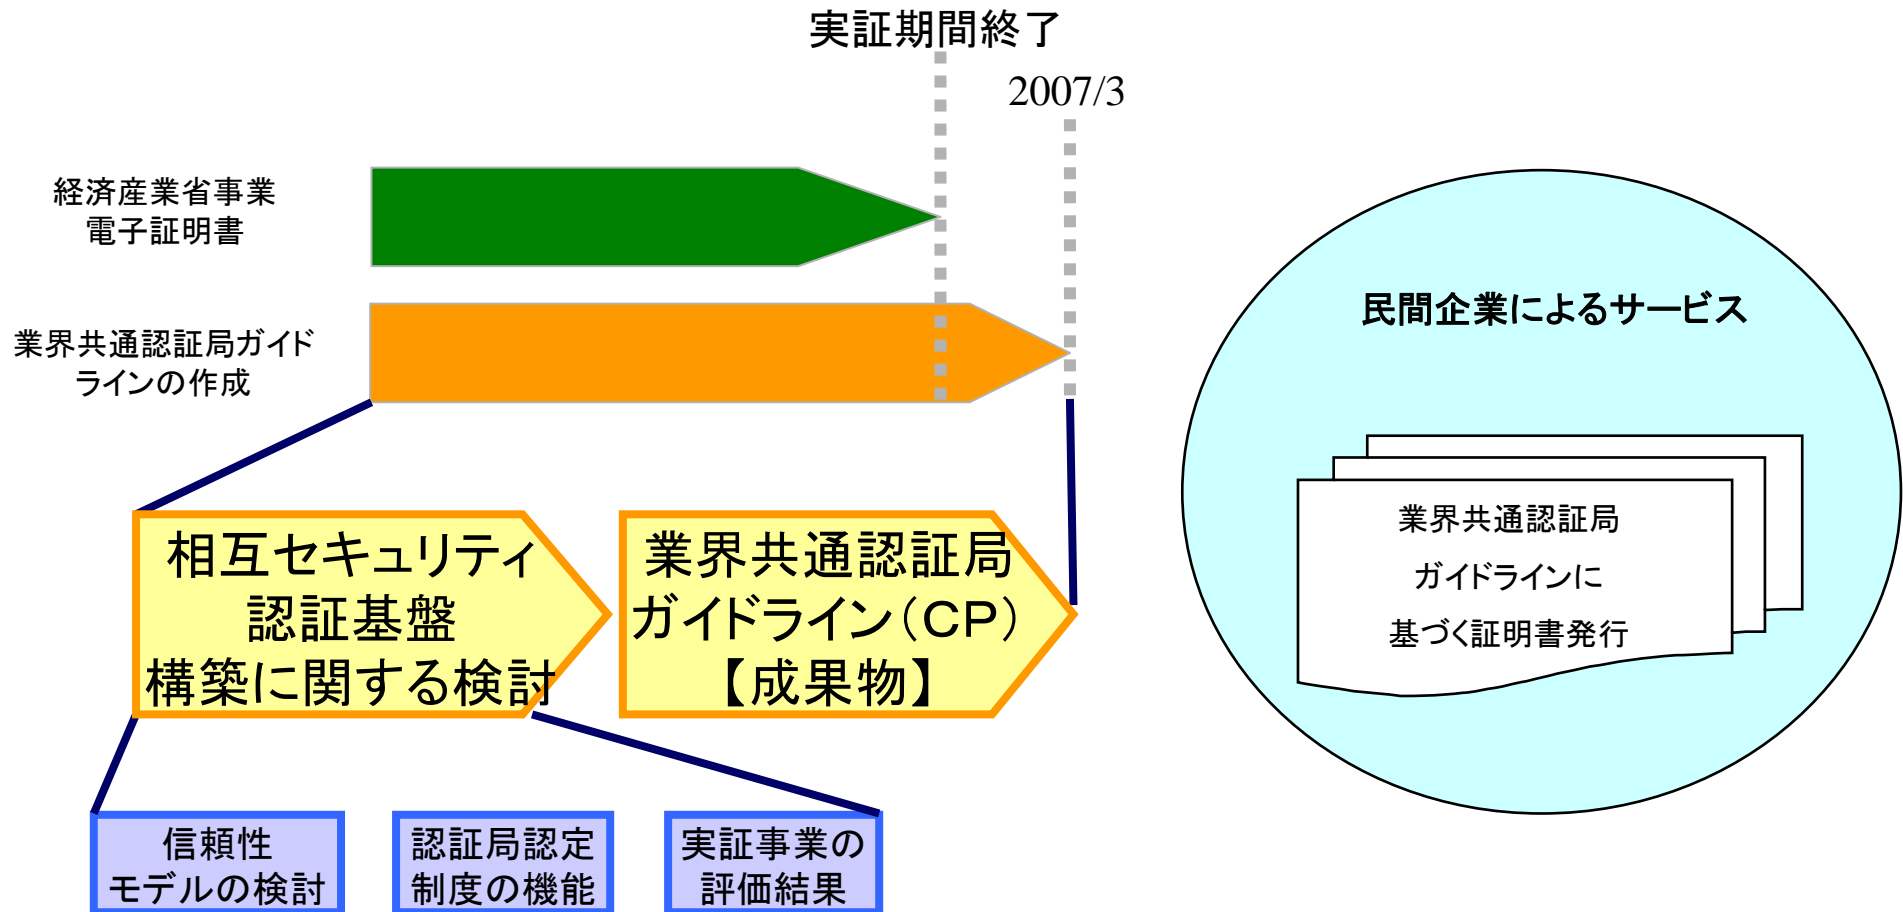 実証期間終了
2007/3
経済産業省事業
電子証明書
業界共通認証局ガイド
ラインの作成
民間企業によるサービス
業界共通認証局
ガイドラインに
基づく証明書発行
相互セキュリティ
認証基盤
構築に関する検討
業界共通認証局
ガイドライン（CP）
【成果物】
信頼性
モデルの検討
認証局認定
制度の機能
実証事業の
評価結果